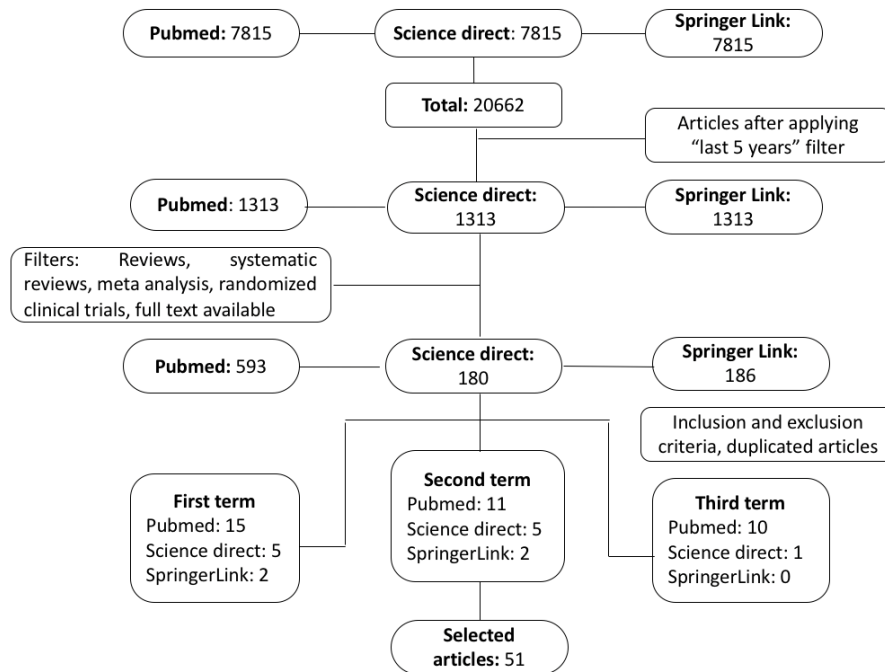 Pubmed: 7815
Science direct: 7815
Springer Link:
7815
Total: 20662
Articles after applying
“last 5 years” filter
Pubmed: 1313
Science direct:
1313
Springer Link:
1313
Filters: Reviews, systematic
reviews, meta analysis, randomized
clinical trials, full text available
Pubmed: 593
Science direct:
180
Springer Link:
186
Inclusion and exclusion
criteria, duplicated articles
First term
Pubmed: 15
Science direct: 5
SpringerLink: 2
Second term
Pubmed: 11
Science direct: 5
SpringerLink: 2
Third term
Pubmed: 10
Science direct: 1
SpringerLink: 0
Selected
articles: 51